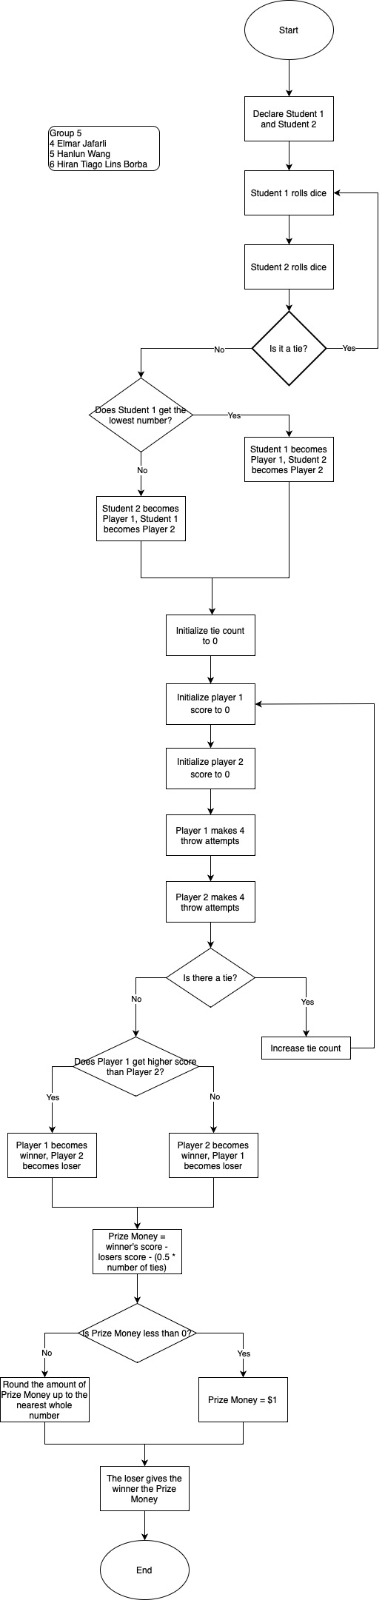 Start
Declare Student 1
and Student 2
Group 5
4 Elmar Jafarli
5 Hanlun Wang
6 Hiran Tiago Lins Borba
Student 1 rolls dice
Student 2 rolls dice
Is it a tie?
No
Yes
Does Student 1 get the
lowest number?
Yes
No
Student 1 becomes
Player 1, Student 2
becomes Player 2
Student 2 becomes
Player 1, Student 1
becomes Player 2
Initialize tie count
to 0
Initialize player 1
score to 0
Initialize player 2
score to 0
Player 1 makes 4
throw attempts
Player 2 makes 4
throw attempts
Is there a tie?
No
Yes
Increase tie count
Does Player 1 get higher score
than Player 2?
Yes
No
Player 1 becomes
winner, Player 2
becomes loser
Player 2 becomes
winner, Player 1
becomes loser
Prize Money =
winner's score -
losers score - (0.5 *
number of ties)
Is Prize Money less than 0?
No
Yes
Round the amount of
Prize Money up to the
nearest whole
number
Prize Money = $1
The loser gives the
winner the Prize
Money
End